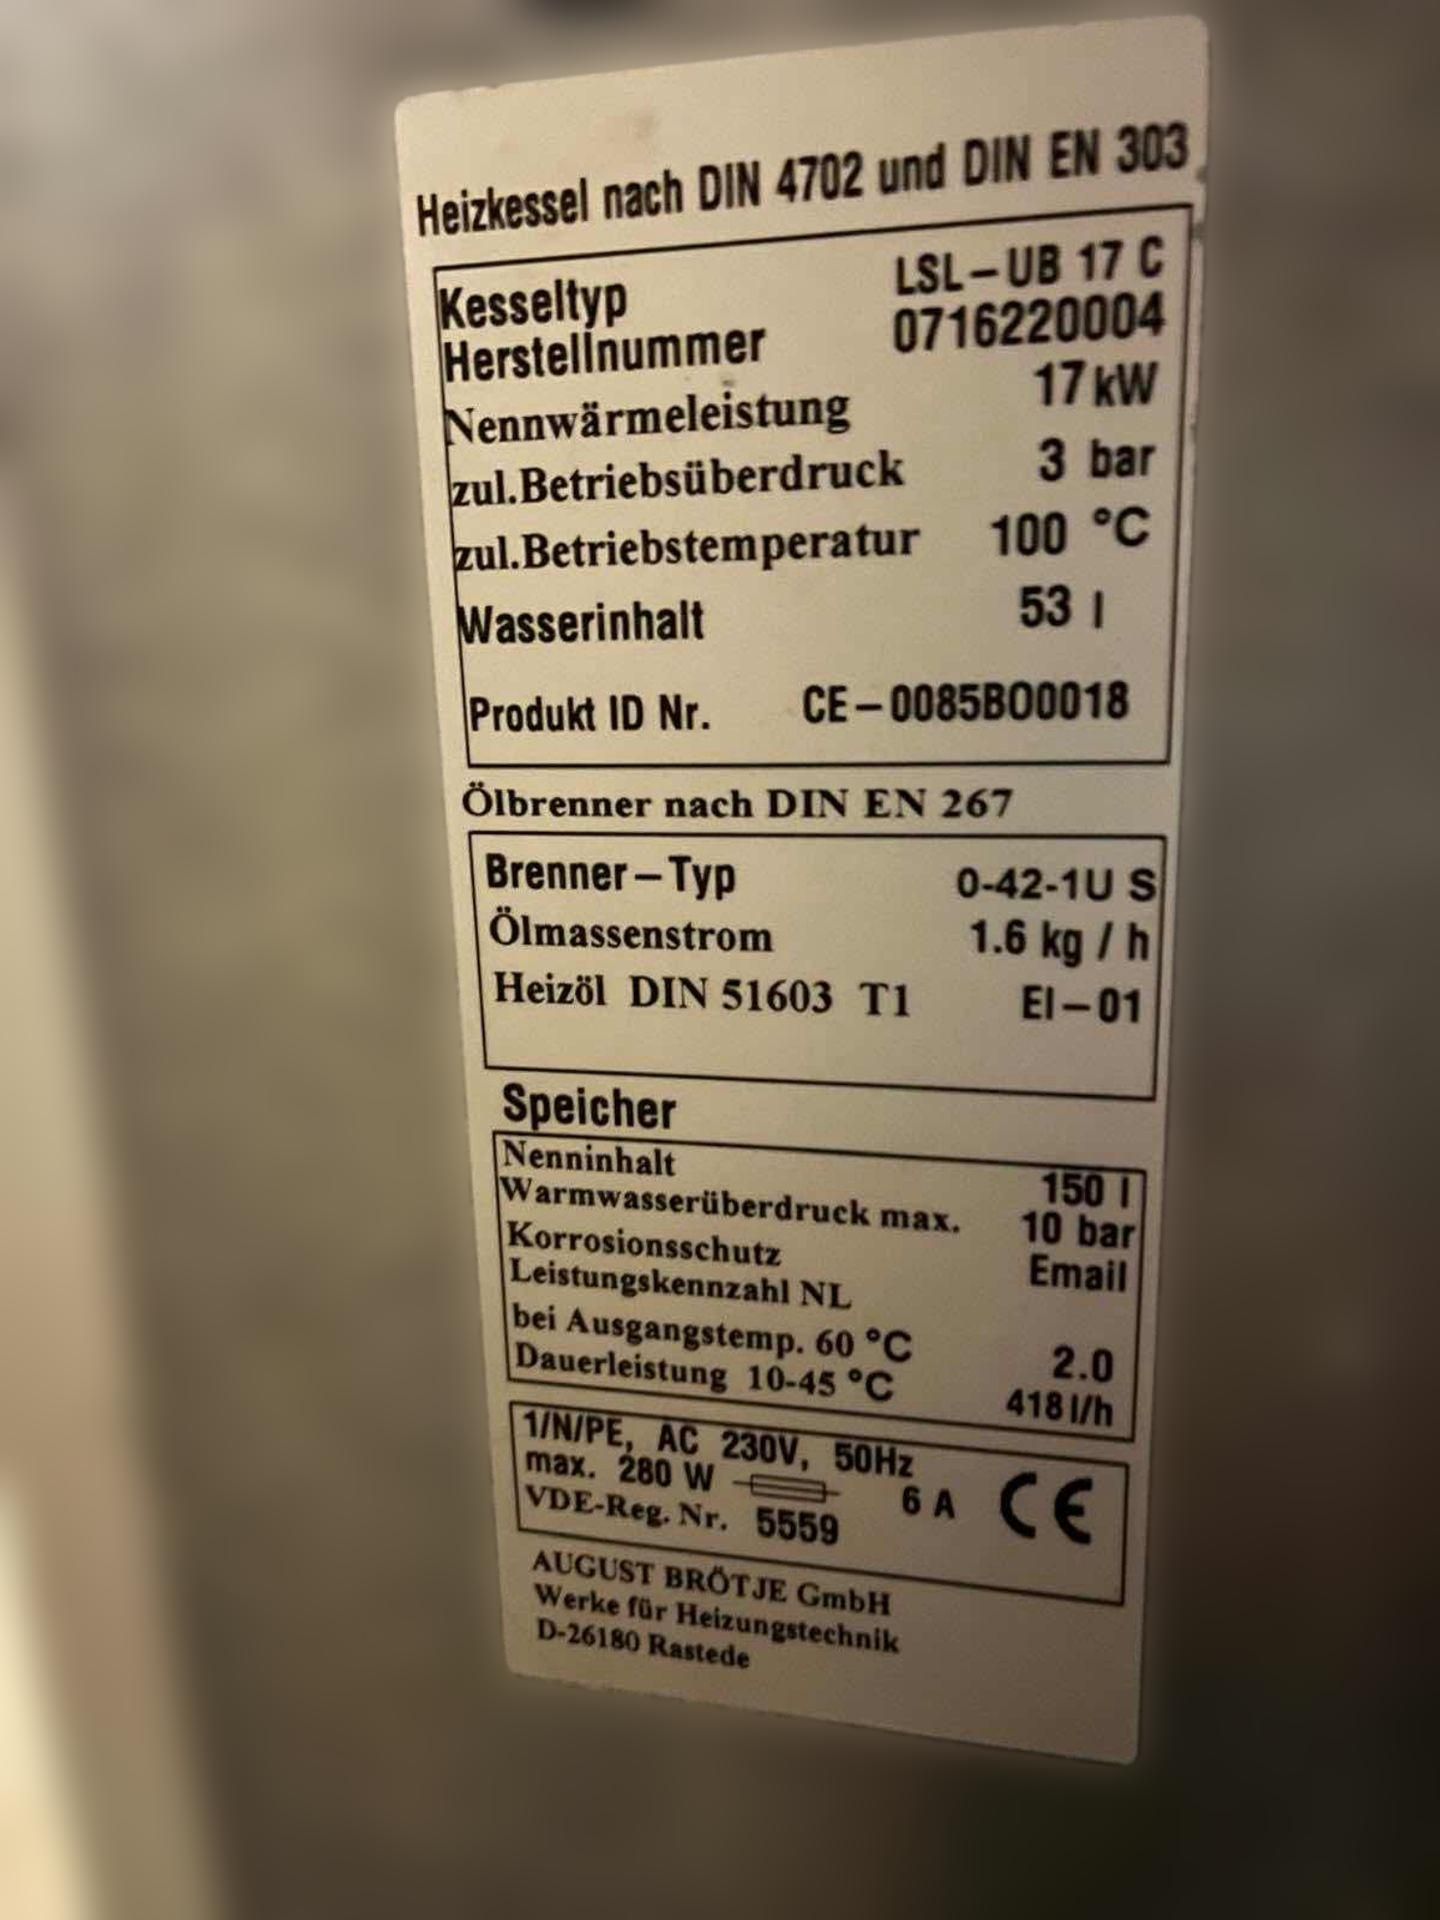 Heizkessel nach DIN 4702 und DIN EN 303
Kesseltyp LSL-UB 17 C
Herstellnummer 0716220004
Nennwärmeleistung 17 kW
zul.Betriebsüberdruck 3 bar
zul.Betriebstemperatur 100 °C
Wasserinhalt 53 l
Produkt ID Nr. CE-0085BO0018
Ölbrenner nach DIN EN 267
Brenner-Typ 0-42-1U S
Ölmassenstrom 1.6 kg / h
Heizöl DIN 51603 T1 El-01
Speicher
Nenninhalt 150 l
Warmwasserüberdruck max. 10 bar
Korrosionsschutz Email
Leistungskennzahl NL
bei Ausgangstemp. 60 °C 2.0
Dauerleistung 10-45 °C 418 l/h
1/N/PE, AC 230V, 50Hz
max. 280 W 6 A CE
VDE-Reg. Nr. 5559
AUGUST BRÖTJE GmbH
Werke für Heizungstechnik
D-26180 Rastede